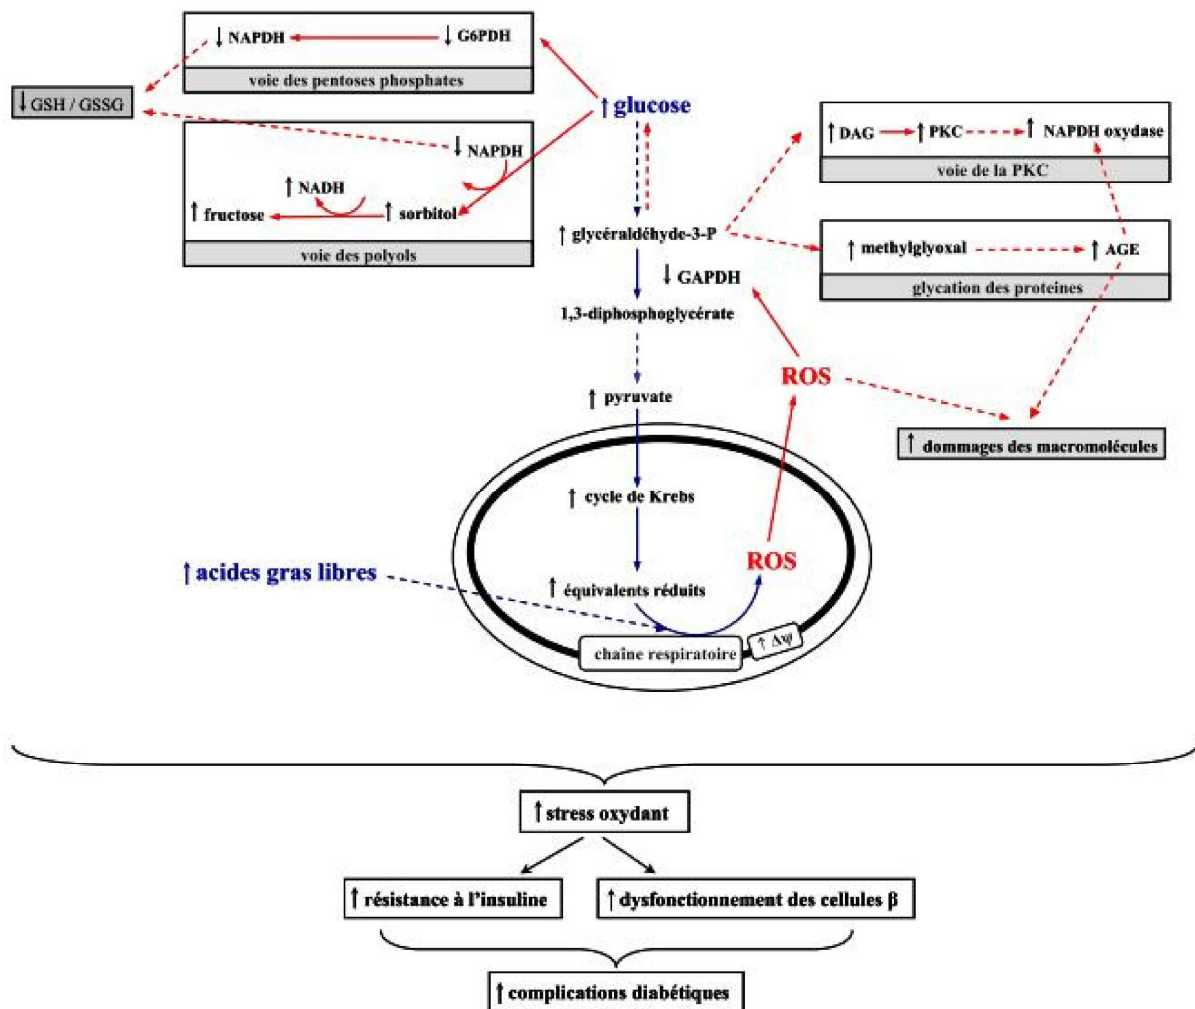 ↓ NAPDH
↓ G6PDH
voie des pentoses phosphates
↓ GSH / GSSG
↑ glucose
↓ NAPDH
↑ NADH
↑ fructose
↑ sorbitol
voie des polyols
↑ DAG
↑ PKC
↑ NAPDH oxydase
voie de la PKC
↑ glycéraldéhyde-3-P
↑ methylglyoxal
↑ AGE
glycation des proteines
↓ GAPDH
1,3-diphosphoglycérate
ROS
↑ pyruvate
↑ dommages des macromolécules
↑ cycle de Krebs
ROS
↑ acides gras libres
↑ équivalents réduits
chaîne respiratoire
↑ Δψ
↑ stress oxydant
↑ résistance à l'insuline
↑ dysfonctionnement des cellules β
↑ complications diabétiques